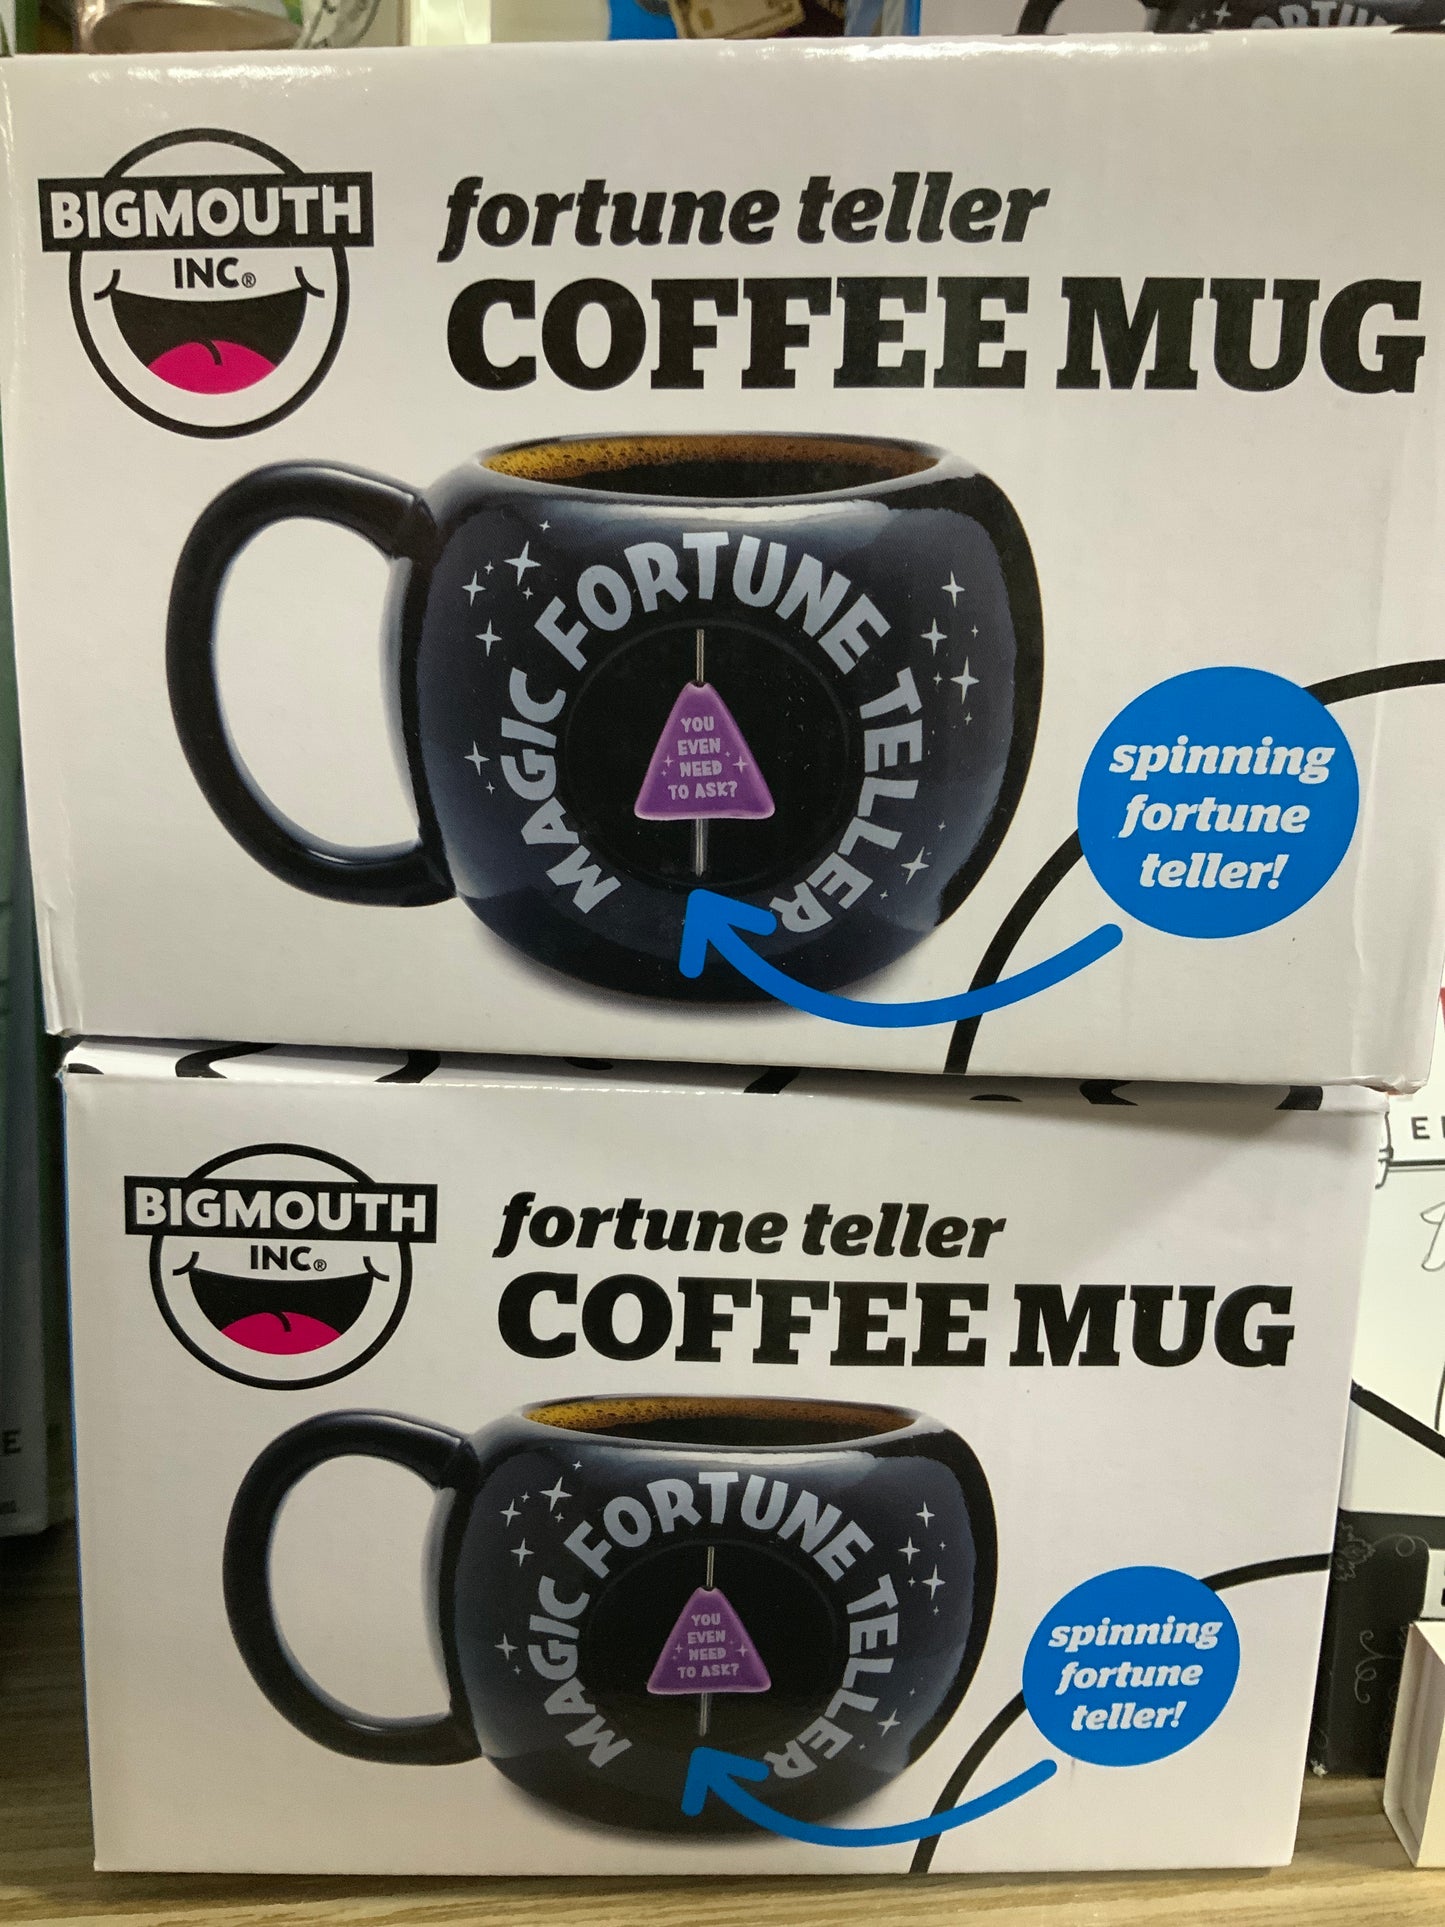 BIGMOUTH
INC®
fortune teller
COFFEE MUG
MAGIC FORTUNE TELLER
YOU
EVEN
NEED
TO ASK?
spinning
fortune
teller!
BIGMOUTH
INC®
fortune teller
COFFEE MUG
MAGIC FORTUNE TELLER
YOU
EVEN
NEED
TO ASK?
spinning
fortune
teller!